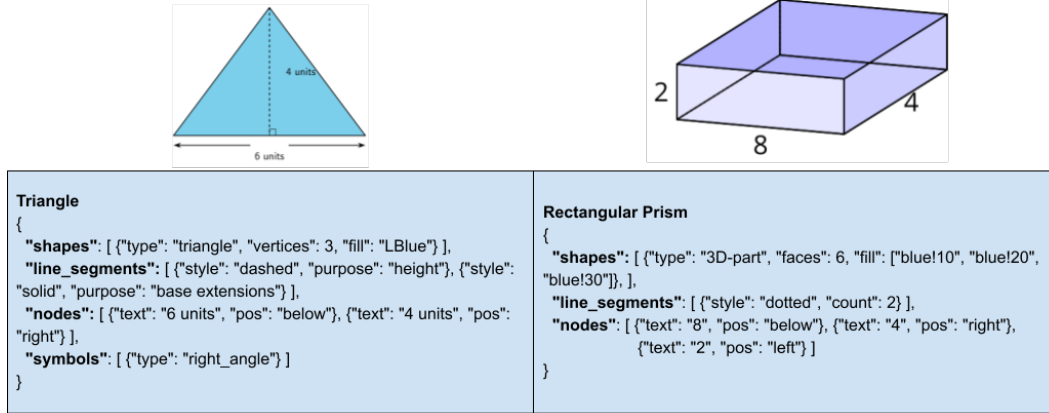 4 units
6 units
2
4
8
Triangle
{
"shapes": [ {"type": "triangle", "vertices": 3, "fill": "LBlue"} ],
"line_segments": [ {"style": "dashed", "purpose": "height"}, {"style":
"solid", "purpose": "base extensions"} ],
"nodes": [ {"text": "6 units", "pos": "below"}, {"text": "4 units", "pos":
"right"} ],
"symbols": [ {"type": "right_angle"} ]
}
Rectangular Prism
{
"shapes": [ {"type": "3D-part", "faces": 6, "fill": ["blue!10", "blue!20",
"blue!30"]}, ],
"line_segments": [ {"style": "dotted", "count": 2} ],
"nodes": [ {"text": "8", "pos": "below"}, {"text": "4", "pos": "right"},
{"text": "2", "pos": "left"} ]
}